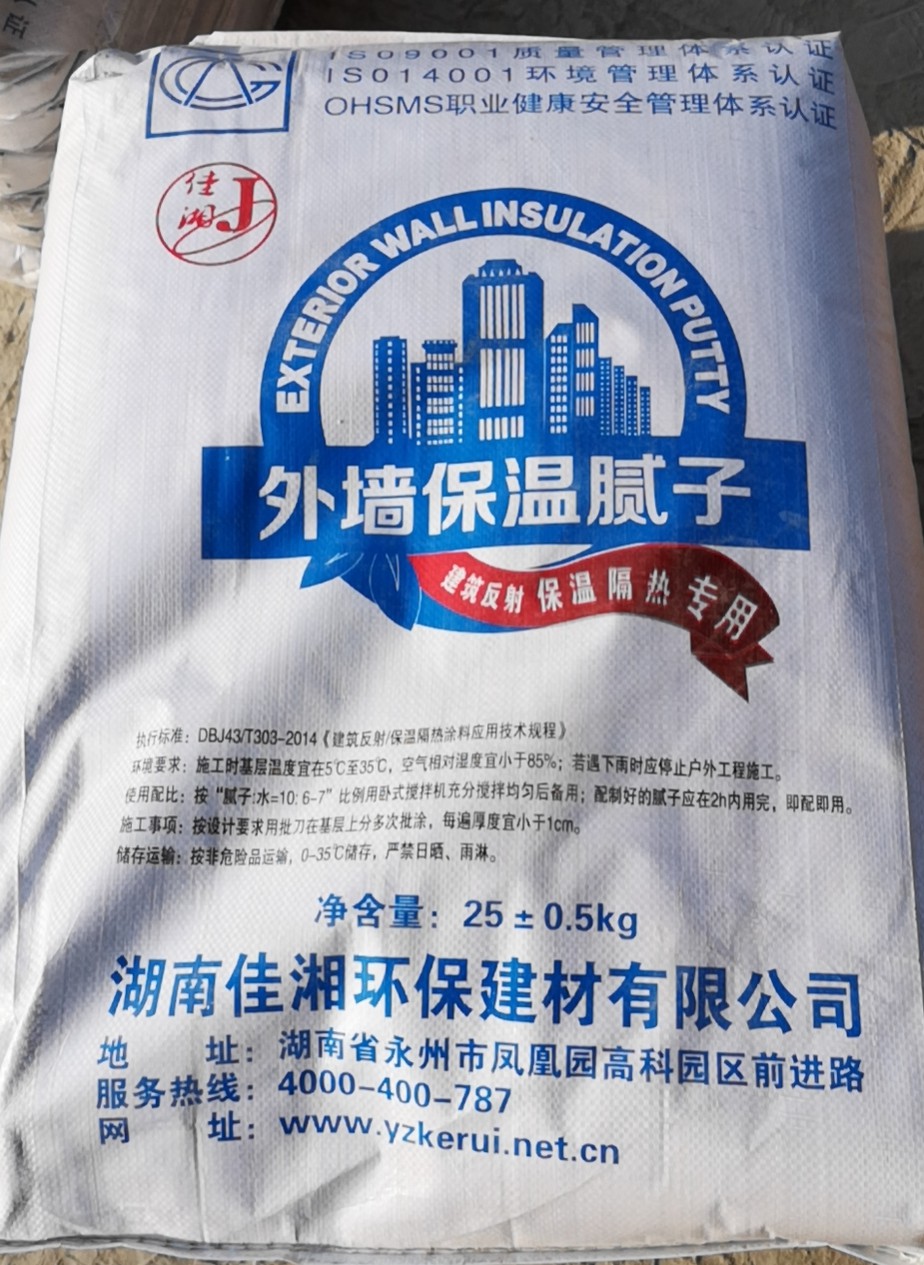 ISO9001质量管理体系认证
ISO14001环境管理体系认证
OHSMS职业健康安全管理体系认证
佳湘
J
EXTERIOR WALL INSULATION PUTTY
外墙保温腻子
建筑反射 保温隔热 专用
执行标准：DBJ43/T303-2014《建筑反射/保温隔热涂料应用技术规程》
环境要求：施工时基层温度宜在5℃至35℃，空气相对湿度宜小于85%；若遇下雨时应停止户外工程施工。
使用配比：按“腻子:水=10: 6-7”比例用卧式搅拌机充分搅拌均匀后备用；配制好的腻子应在2h内用完，即配即用。
施工事项：按设计要求用批刀在基层上分多次批涂，每遍厚度宜小于1cm。
储存运输：按非危险品运输，0-35℃储存，严禁日晒、雨淋。
净含量：25±0.5kg
湖南佳湘环保建材有限公司
地 址：湖南省永州市凤凰园高科园区前进路
服务热线：4000-400-787
网 址：www.yzkerui.net.cn